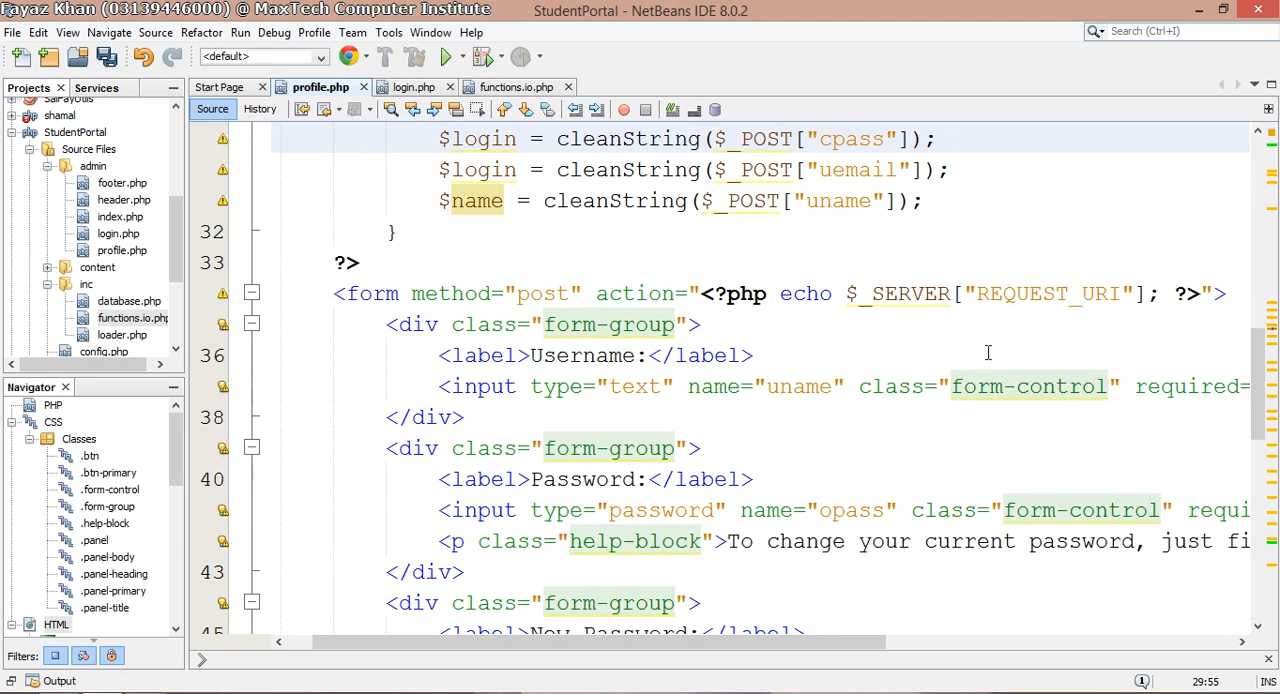 Fayaz Khan (03139446000) @ MaxTech Computer Institute
StudentPortal - NetBeans IDE 8.0.2
File Edit View Navigate Source Refactor Run Debug Profile Team Tools Window Help
Search (Ctrl+I)
<default>
Projects Services
Start Page profile.php login.php functions.io.php
Source History
SaiPayUtils
shamal
StudentPortal
Source Files
admin
footer.php
header.php
index.php
login.php
profile.php
content
inc
database.php
functions.io.php
loader.php
config.php
$login = cleanString($_POST["cpass"]);
$login = cleanString($_POST["uemail"]);
$name = cleanString($_POST["uname"]);
32 }
33 ?>
<form method="post" action="<?php echo $_SERVER["REQUEST_URI"]; ?>">
<div class="form-group">
36 <label>Username:</label>
<input type="text" name="uname" class="form-control" required=
38 </div>
<div class="form-group">
40 <label>Password:</label>
<input type="password" name="opass" class="form-control" requi
<p class="help-block">To change your current password, just fi
43 </div>
<div class="form-group">
45 <label>New Password:</label>
Navigator
PHP
CSS
Classes
.btn
.btn-primary
.form-control
.form-group
.help-block
.panel
.panel-body
.panel-heading
.panel-primary
.panel-title
HTML
Filters:
Output
1
29:55
INS